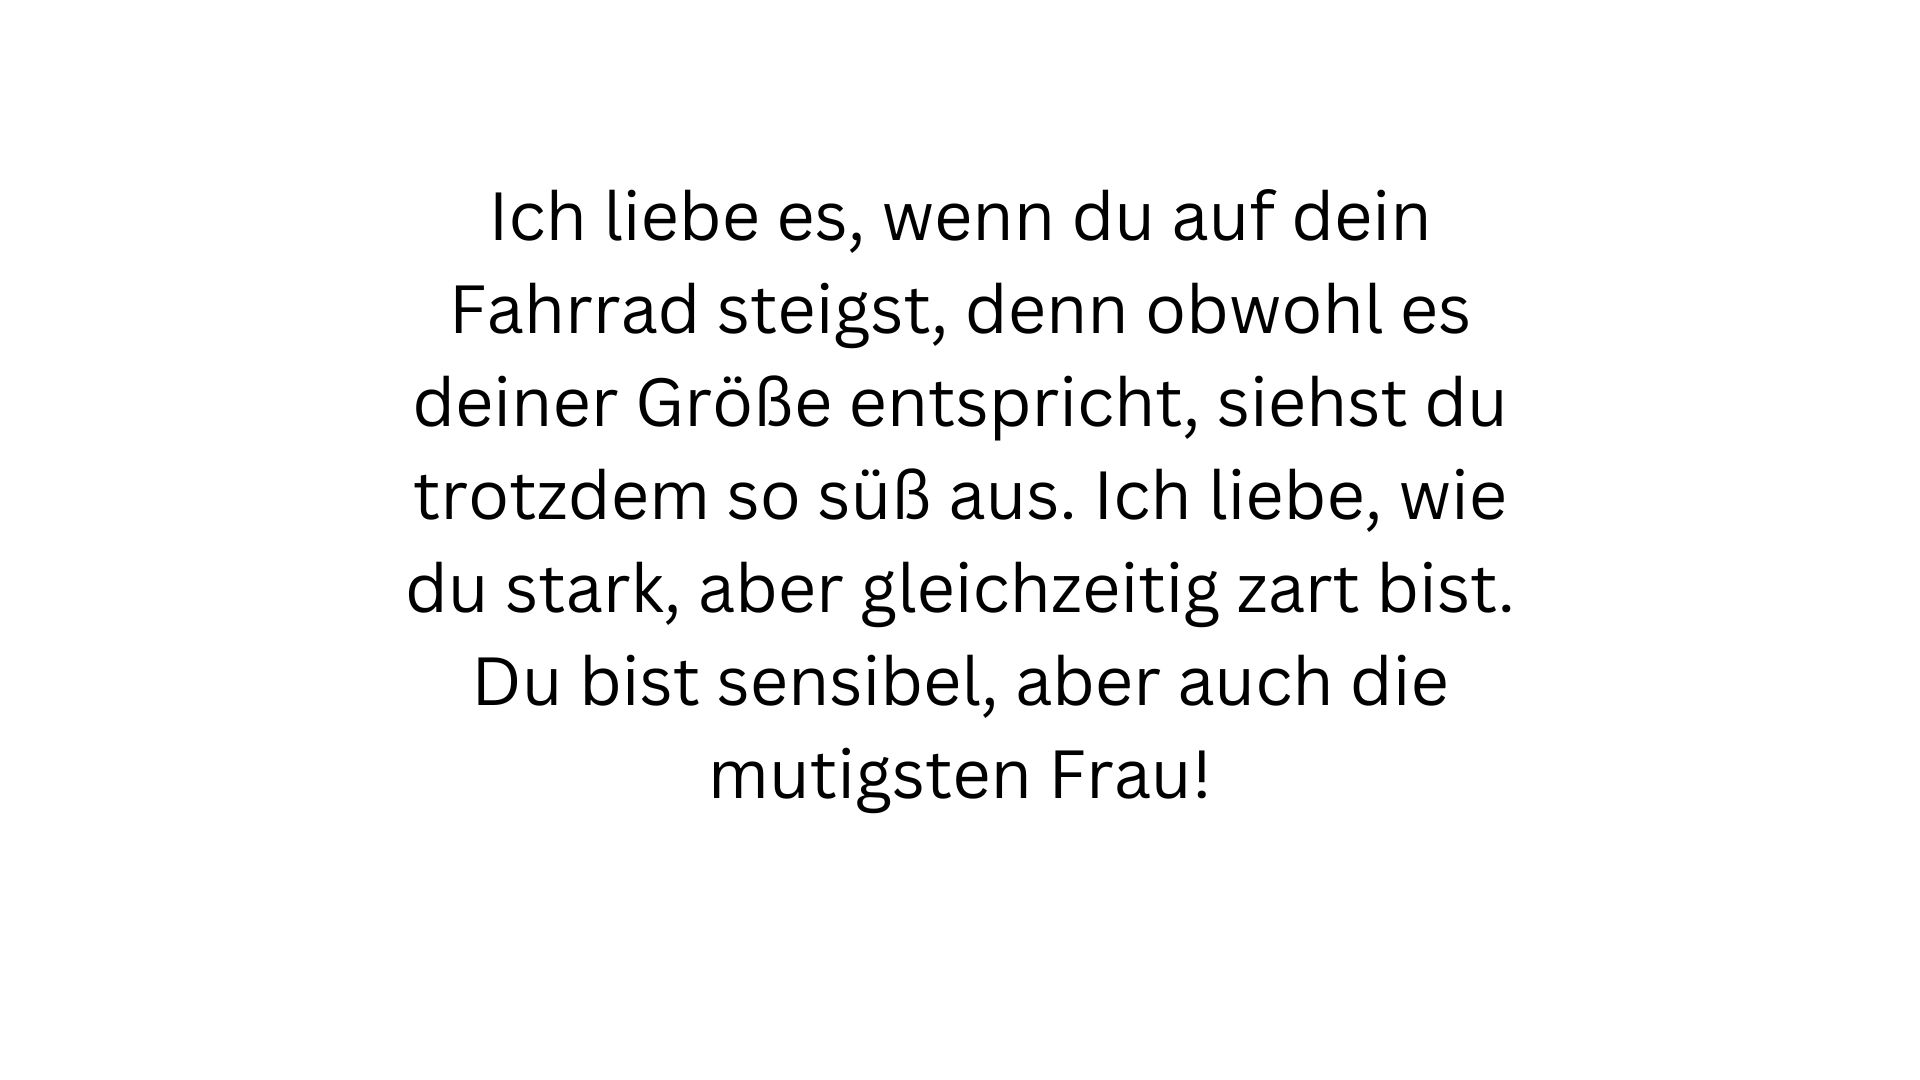 Ich liebe es, wenn du auf dein
Fahrrad steigst, denn obwohl es
deiner Größe entspricht, siehst du
trotzdem so süß aus. Ich liebe, wie
du stark, aber gleichzeitig zart bist.
Du bist sensibel, aber auch die
mutigsten Frau!